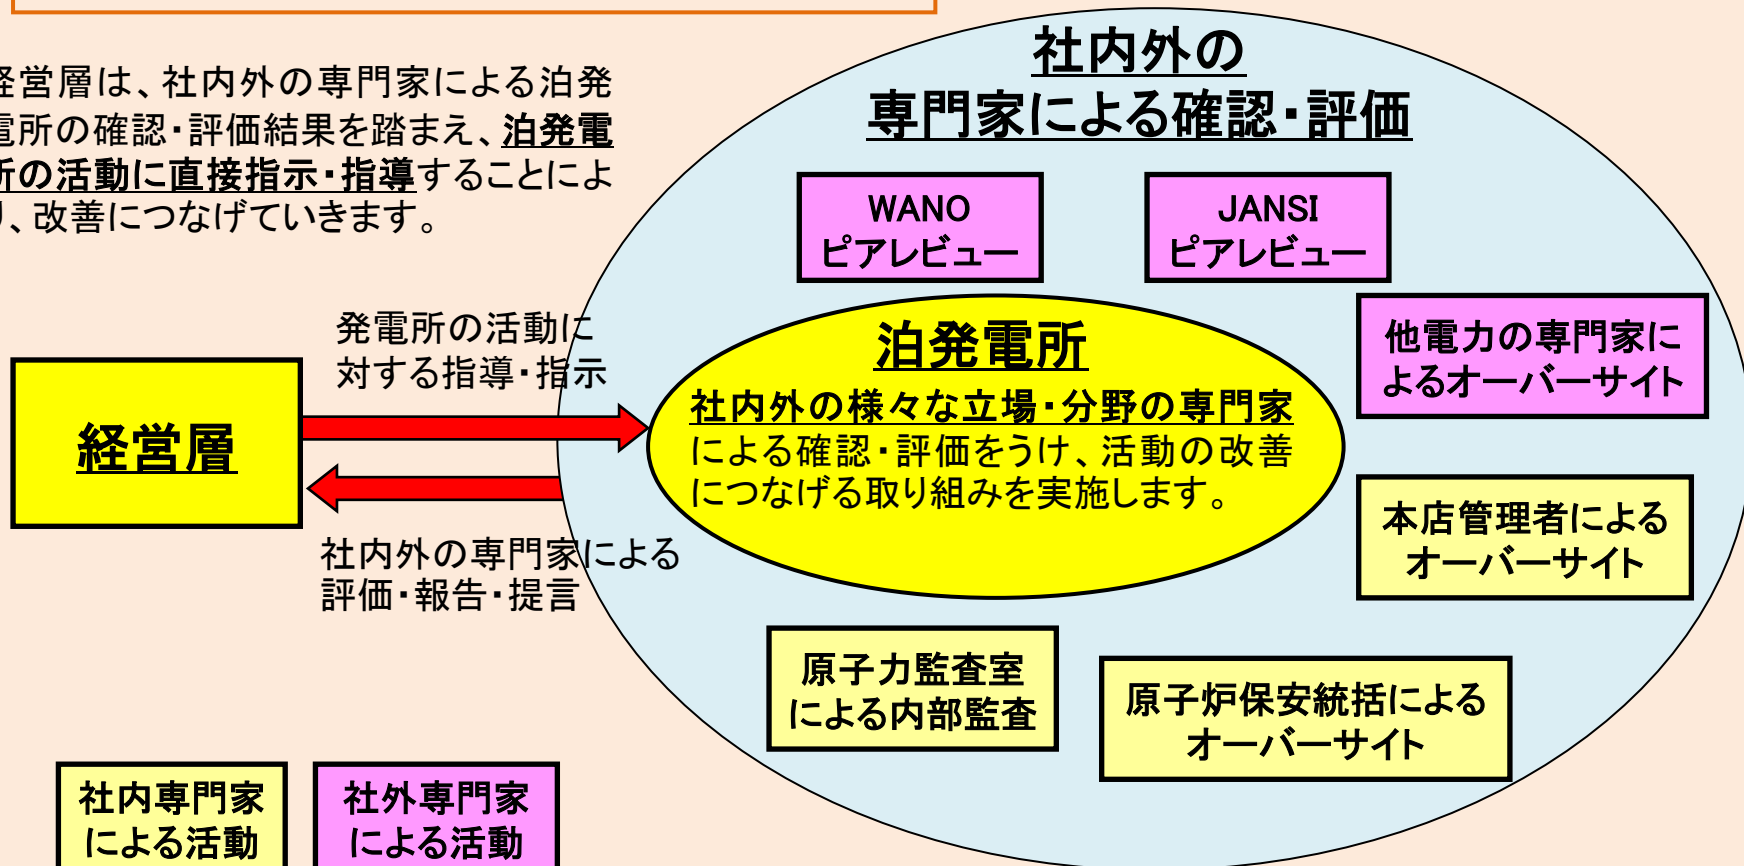 経営層は、社内外の専門家による泊発
電所の確認・評価結果を踏まえ、泊発電
所の活動に直接指示・指導することによ
り、改善につなげていきます。
社内外の
専門家による確認・評価
WANO
ピアレビュー
JANSI
ピアレビュー
他電力の専門家に
よるオーバーサイト
本店管理者による
オーバーサイト
原子炉保安統括による
オーバーサイト
原子力監査室
による内部監査
泊発電所
社内外の様々な立場・分野の専門家
による確認・評価をうけ、活動の改善
につなげる取り組みを実施します。
発電所の活動に
対する指導・指示
経営層
社内外の専門家による
評価・報告・提言
社内専門家
による活動
社外専門家
による活動